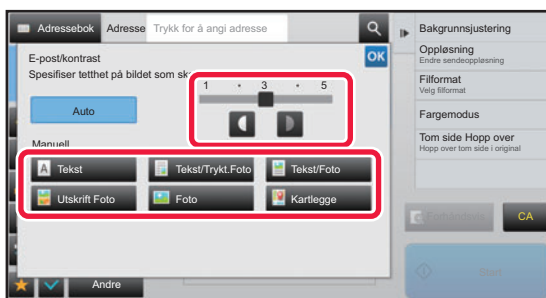 Adressebok
Adresse
Trykk for å angi adresse
E-post/kontrast
Spesifiser tetthet på bildet som
OK
1 · 3 · 5
Auto
Manuell
Tekst
Tekst/Trykt.Foto
Tekst/Foto
Utskrift Foto
Foto
Kartlegge
Andre
Bakgrunnsjustering
Oppløsning
Endre sendeoppløsning
Filformat
Velg filformat
Fargemodus
Tom side Hopp over
Hopp over tom side i original
CA
Start